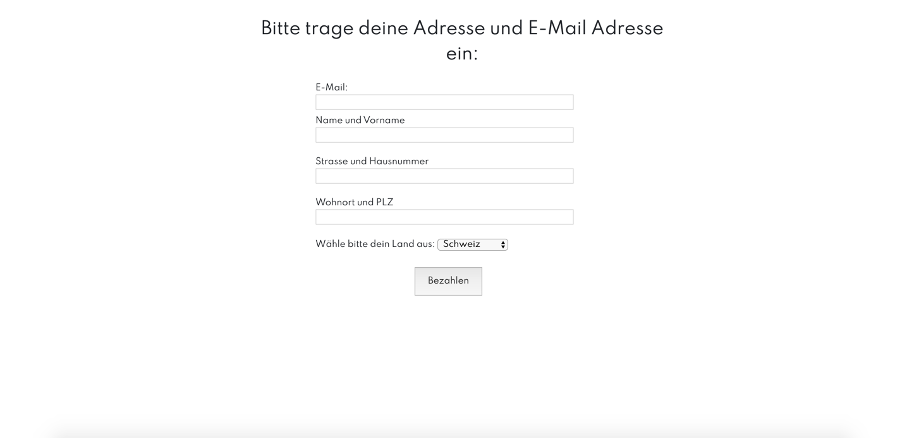 Bitte trage deine Adresse und E-Mail Adresse
ein:
E-Mail:
Name und Vorname
Strasse und Hausnummer
Wohnort und PLZ
Wähle bitte dein Land aus: Schweiz
Bezahlen